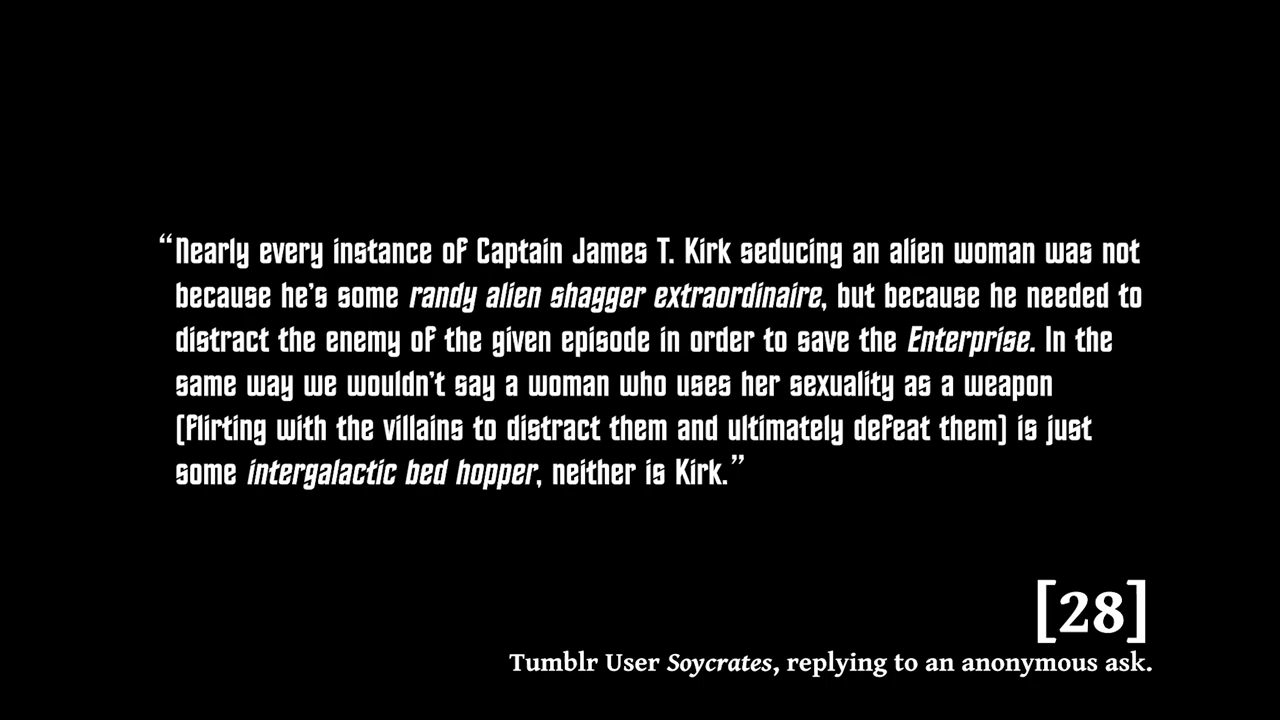 “Nearly every instance of Captain James T. Kirk seducing an alien woman was not
because he’s some randy alien shagger extraordinaire, but because he needed to
distract the enemy of the given episode in order to save the Enterprise. In the
same way we wouldn’t say a woman who uses her sexuality as a weapon
(flirting with the villains to distract them and ultimately defeat them) is just
some intergalactic bed hopper, neither is Kirk.”
[28]
Tumblr User Soycrates, replying to an anonymous ask.